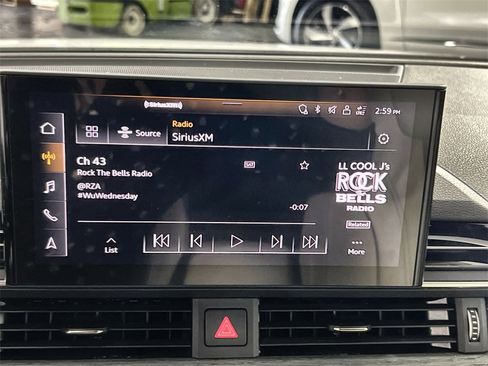 SiriusXM
2:59 PM
Source
Radio
SiriusXM
Ch 43
Rock The Bells Radio
@RZA
#WuWednesday
-0:07
List
More
LL COOL J's
ROCK
THE
BELLS
RADIO
Related